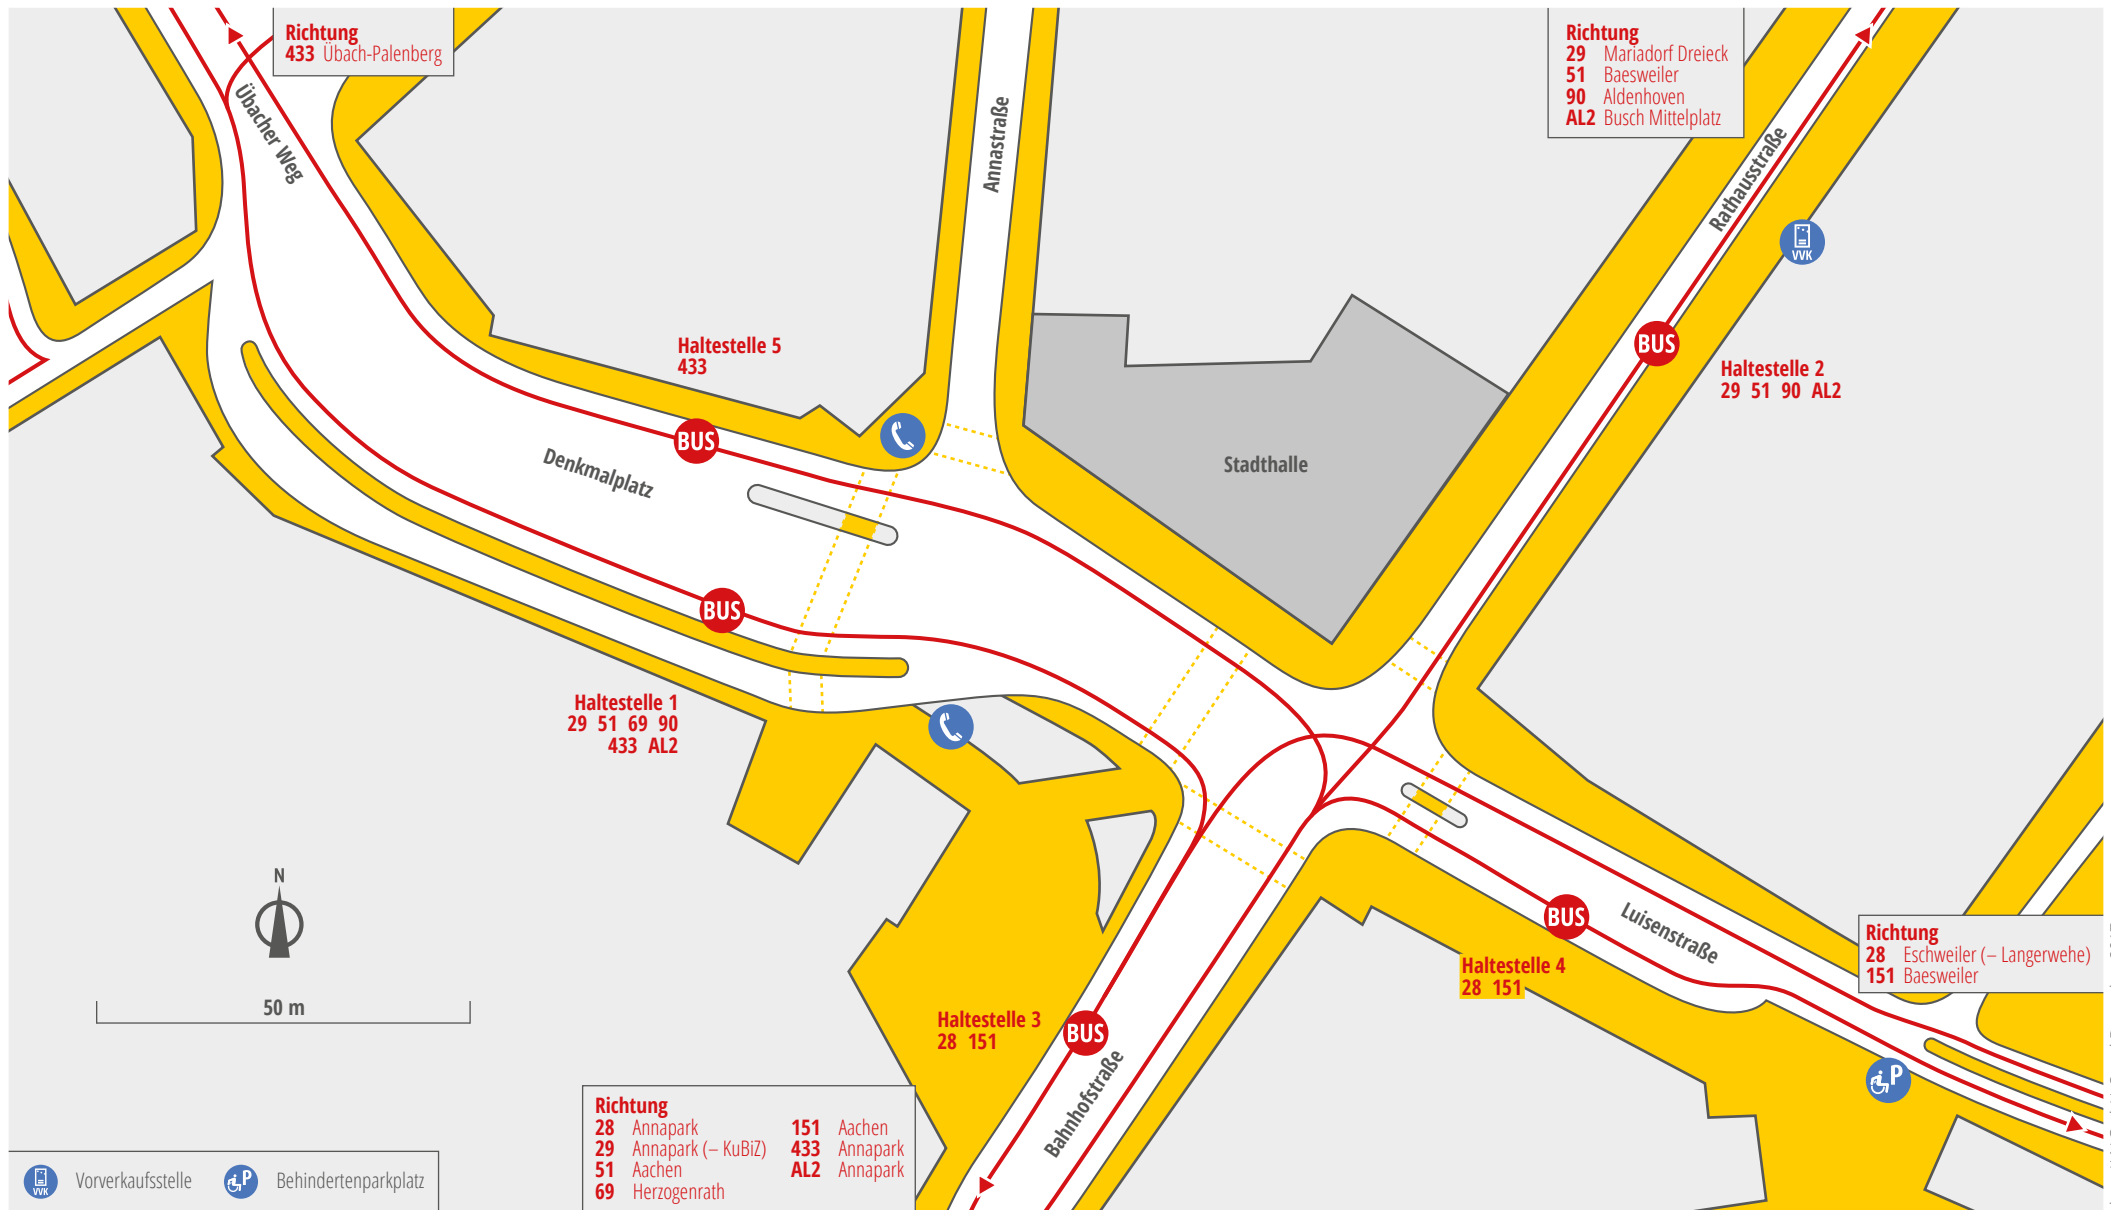 Richtung
433 Übach-Palenberg
Richtung
29 Mariadorf Dreieck
51 Baesweiler
90 Aldenhoven
AL2 Busch Mittelplatz
Übacher Weg
Annastraße
Rathausstraße
VVK
Haltestelle 5
433
BUS
Haltestelle 2
29 51 90 AL2
BUS
Denkmalplatz
Stadthalle
BUS
Haltestelle 1
29 51 69 90
433 AL2
N
50 m
BUS
Luisenstraße
Haltestelle 4
28 151
Richtung
28 Eschweiler (– Langerwehe)
151 Baesweiler
Haltestelle 3
28 151
BUS
Bahnhofstraße
P
Richtung
28 Annapark
29 Annapark (– KuBiZ)
51 Aachen
69 Herzogenrath
151 Aachen
433 Annapark
AL2 Annapark
VVK Vorverkaufsstelle
P Behindertenparkplatz